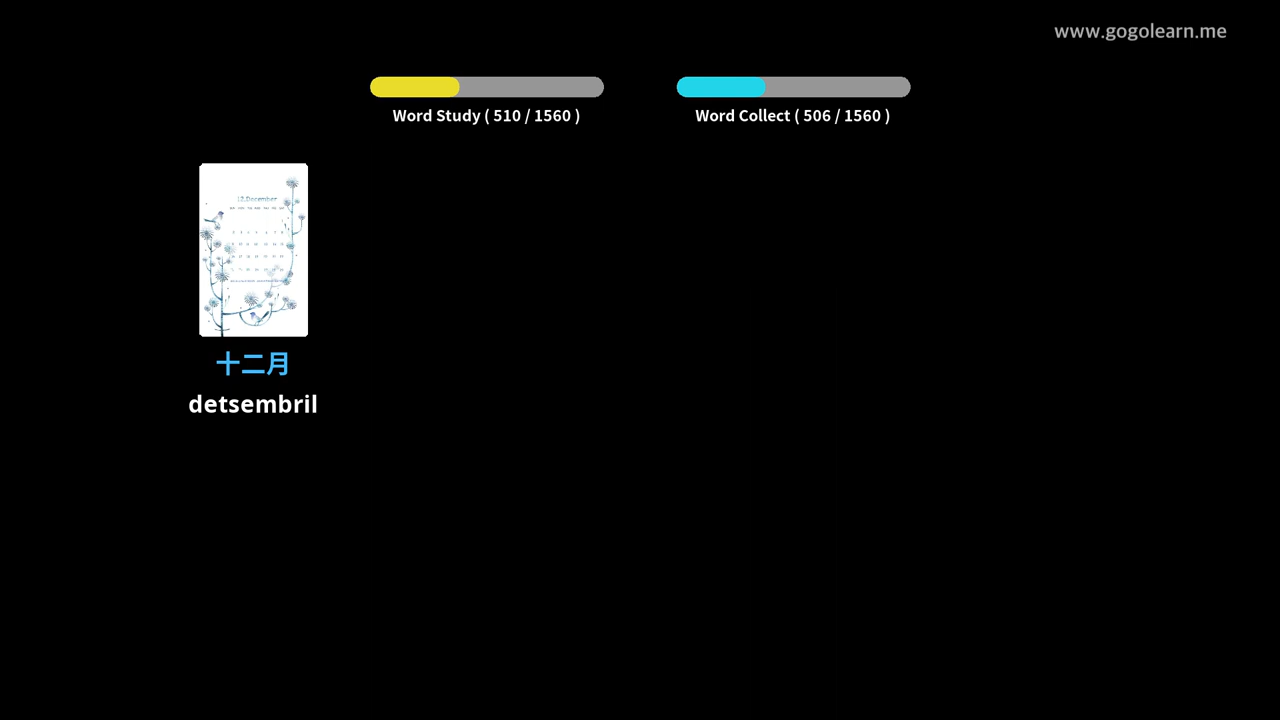 www.gogolearn.me
Word Study ( 510 / 1560 )
Word Collect ( 506 / 1560 )
12.December
十二月
detsembril